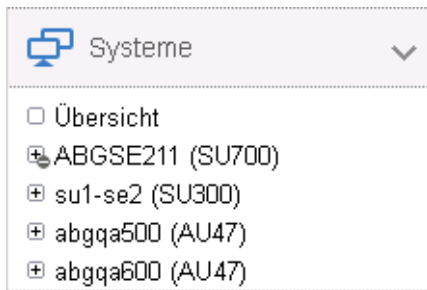 Systeme
Übersicht
ABGSE211 (SU700)
su1-se2 (SU300)
abgqa500 (AU47)
abgqa600 (AU47)